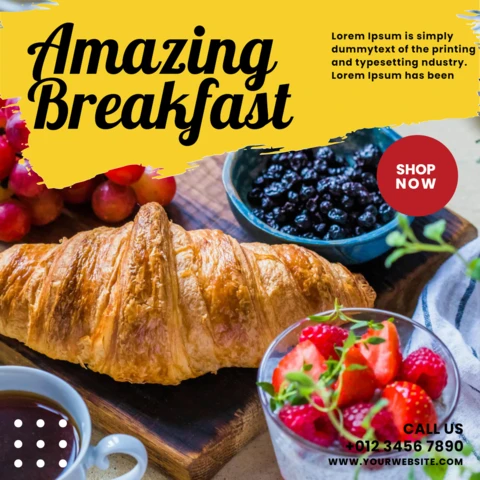 Amazing
Breakfast
Lorem Ipsum is simply
dummytext of the printing
and typesetting ndustry.
Lorem Ipsum has been
SHOP
NOW
CALL US
+012 3456 7890
WWW.YOURWEBSITE.COM